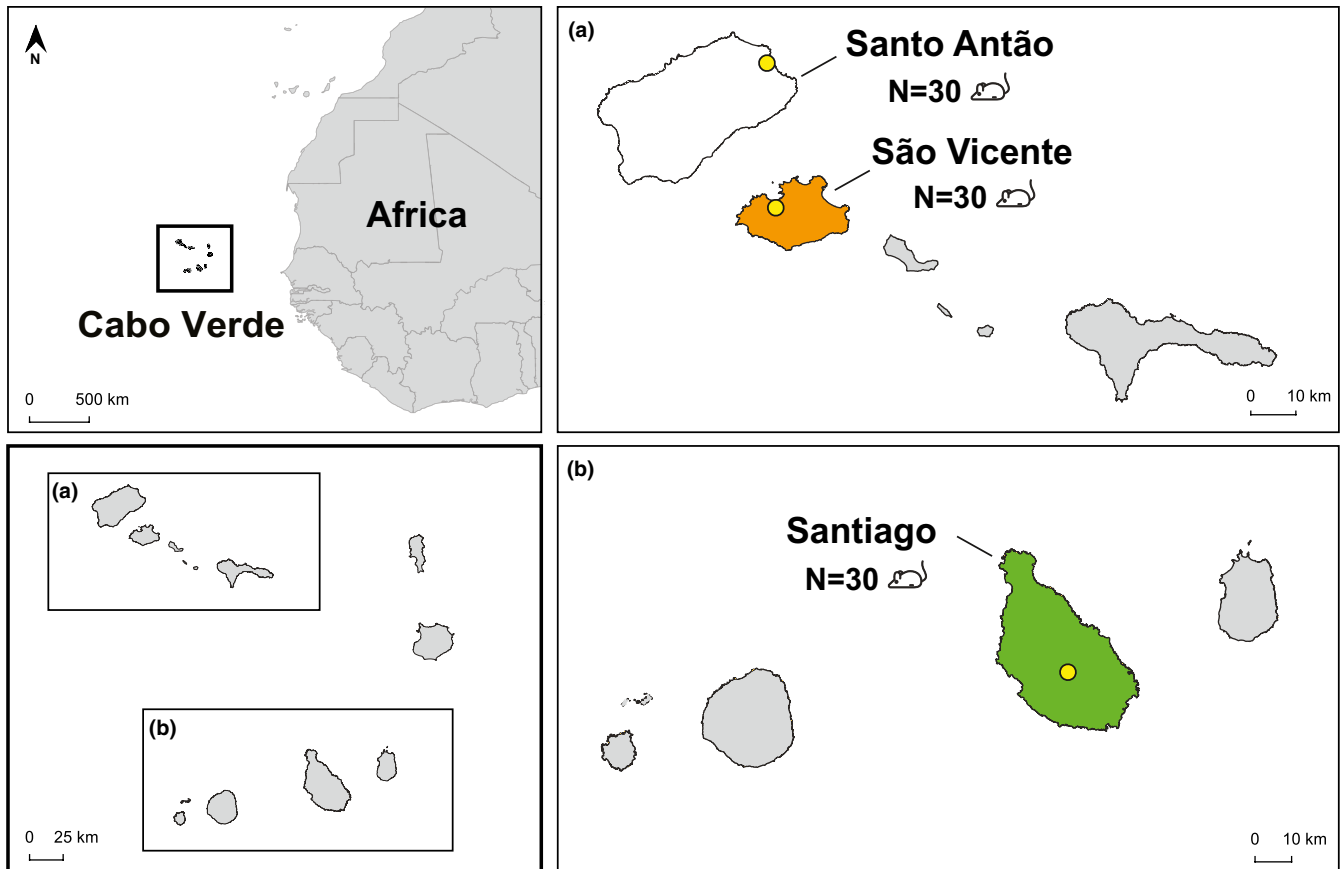 N
Africa
Cabo Verde
0 500 km
(a)
Santo Antão
N=30
São Vicente
N=30
0 10 km
(a)
(b)
0 25 km
(b)
Santiago
N=30
0 10 km